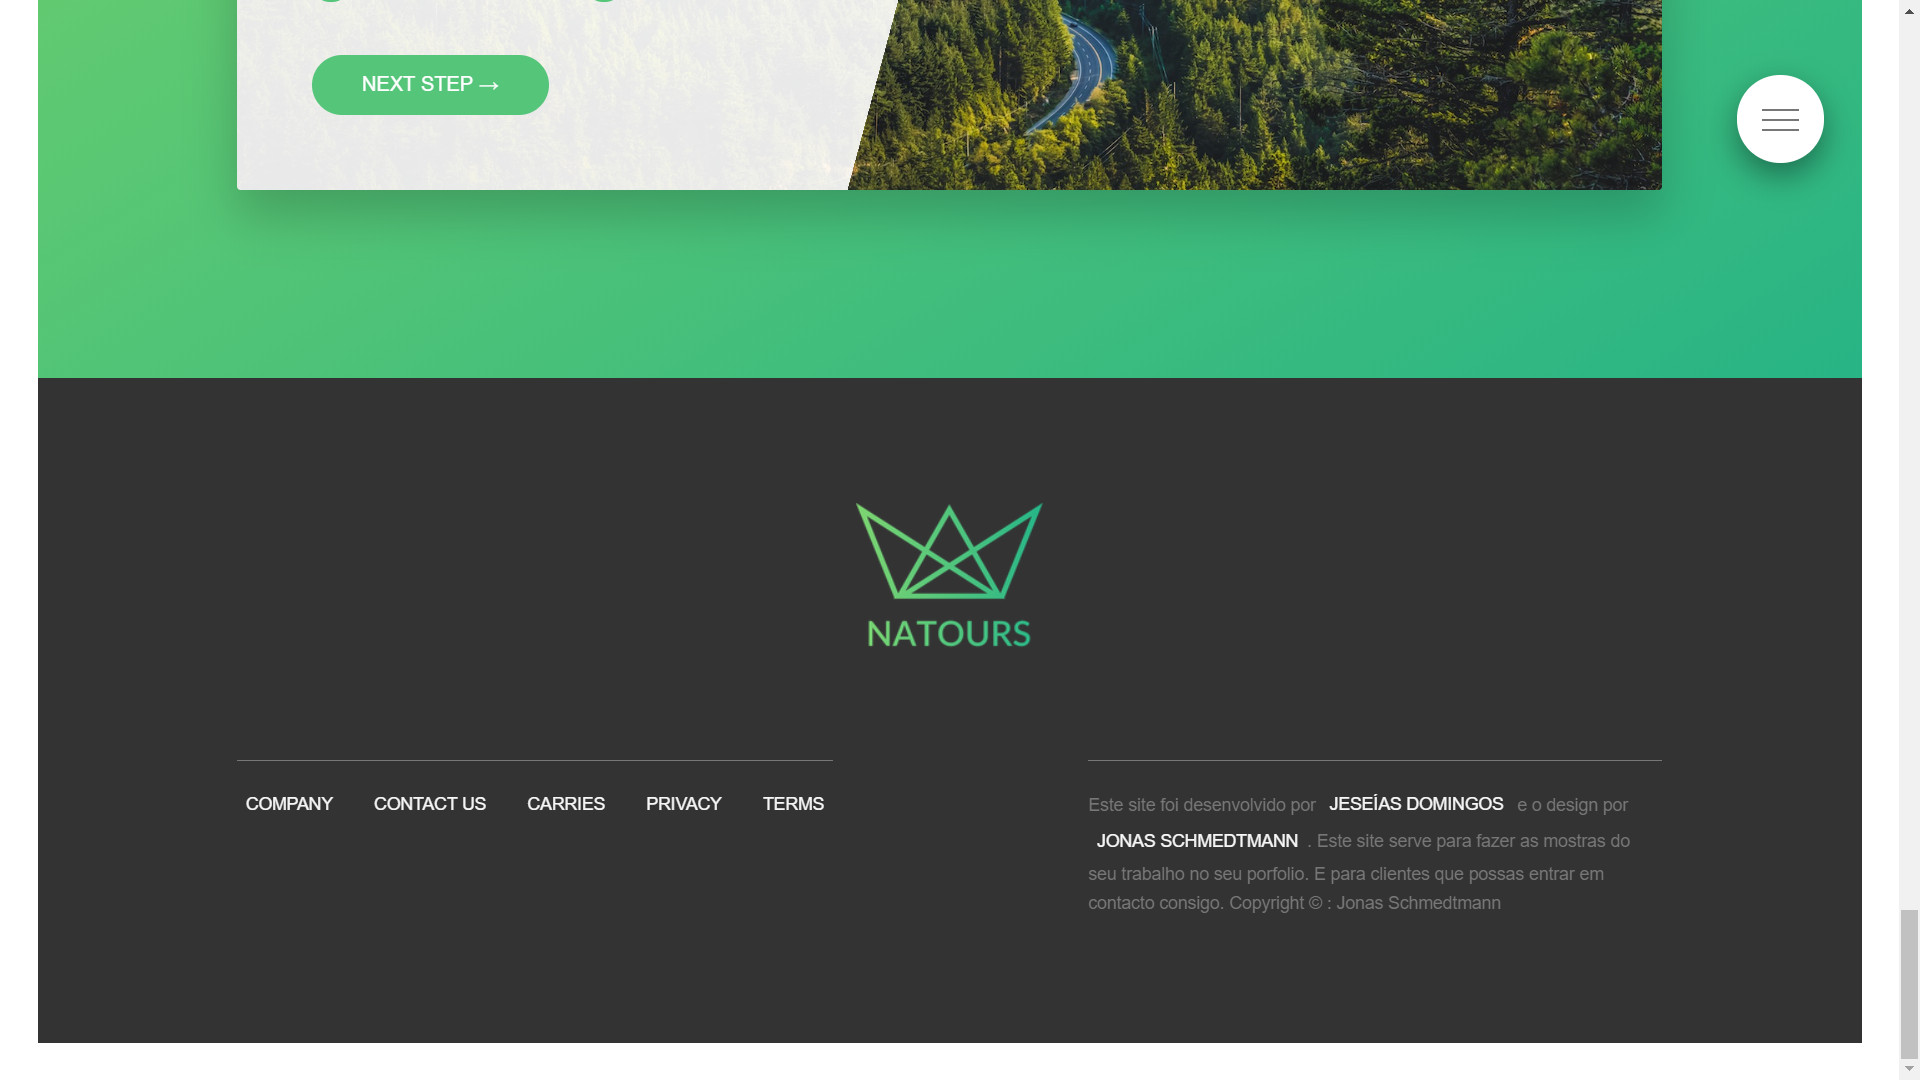 NEXT STEP →
NATOURS
COMPANY CONTACT US CARRIES PRIVACY TERMS
Este site foi desenvolvido por JESEÍAS DOMINGOS e o design por
JONAS SCHMEDTMANN . Este site serve para fazer as mostras do
seu trabalho no seu porfolio. E para clientes que possas entrar em
contacto consigo. Copyright © : Jonas Schmedtmann